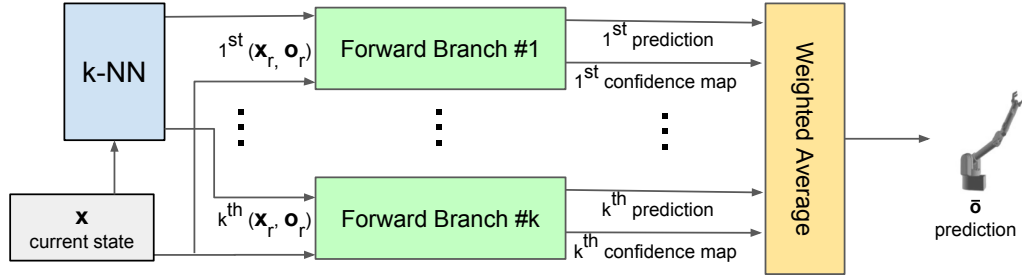 k-NN
1st (xr, or)
Forward Branch #1
1st prediction
1st confidence map
Weighted Average
x
current state
kth (xr, or)
Forward Branch #k
kth prediction
kth confidence map
ō
prediction